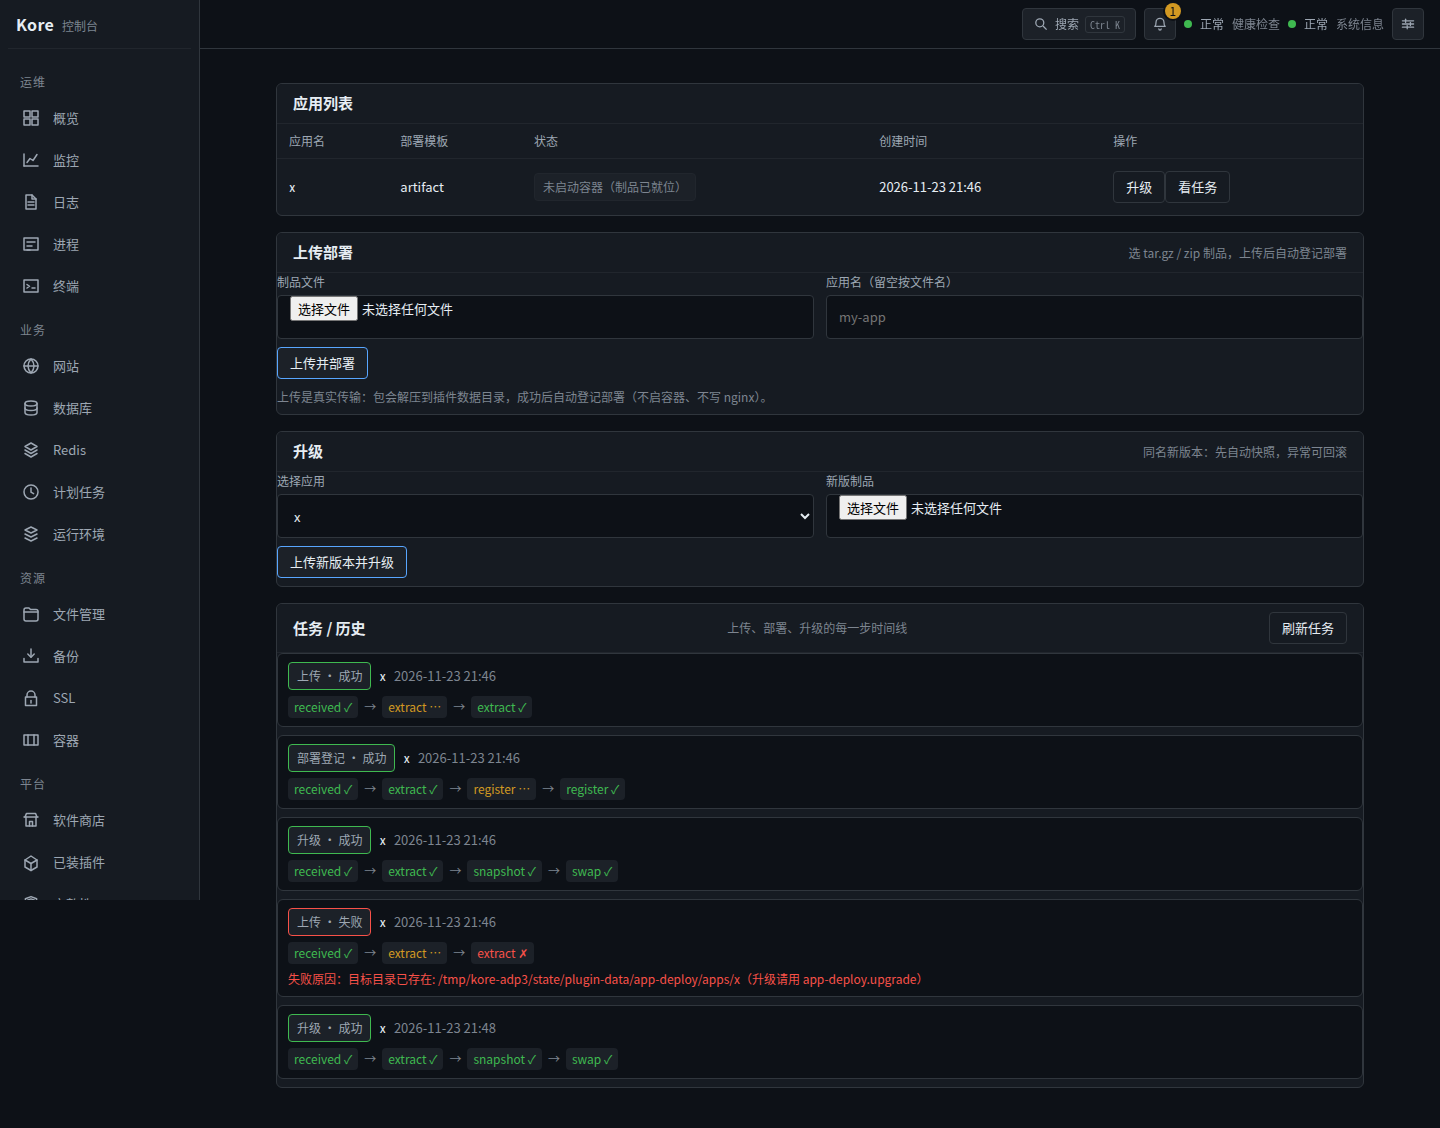 Kore 控制台
搜索 Ctrl K
1
正常 健康检查
正常 系统信息
运维
概览
监控
日志
进程
终端
业务
网站
数据库
Redis
计划任务
运行环境
资源
文件管理
备份
SSL
容器
平台
软件商店
已装插件
应用列表
应用名 部署模板 状态 创建时间 操作
x artifact 未启动容器（制品已就位） 2026-11-23 21:46 升级 看任务
上传部署 选 tar.gz / zip 制品，上传后自动登记部署
制品文件 应用名（留空按文件名）
选择文件 未选择任何文件 my-app
上传并部署
上传是真实传输：包会解压到插件数据目录，成功后自动登记部署（不启容器、不写 nginx）。
升级 同名新版本：先自动快照，异常可回滚
选择应用 新版制品
x 选择文件 未选择任何文件
上传新版本并升级
任务 / 历史 上传、部署、升级的每一步时间线 刷新任务
上传 · 成功 x 2026-11-23 21:46
received ✓ → extract … → extract ✓
部署登记 · 成功 x 2026-11-23 21:46
received ✓ → extract ✓ → register … → register ✓
升级 · 成功 x 2026-11-23 21:46
received ✓ → extract ✓ → snapshot ✓ → swap ✓
上传 · 失败 x 2026-11-23 21:46
received ✓ → extract … → extract ✗
失败原因：目标目录已存在: /tmp/kore-adp3/state/plugin-data/app-deploy/apps/x（升级请用 app-deploy.upgrade）
升级 · 成功 x 2026-11-23 21:48
received ✓ → extract ✓ → snapshot ✓ → swap ✓